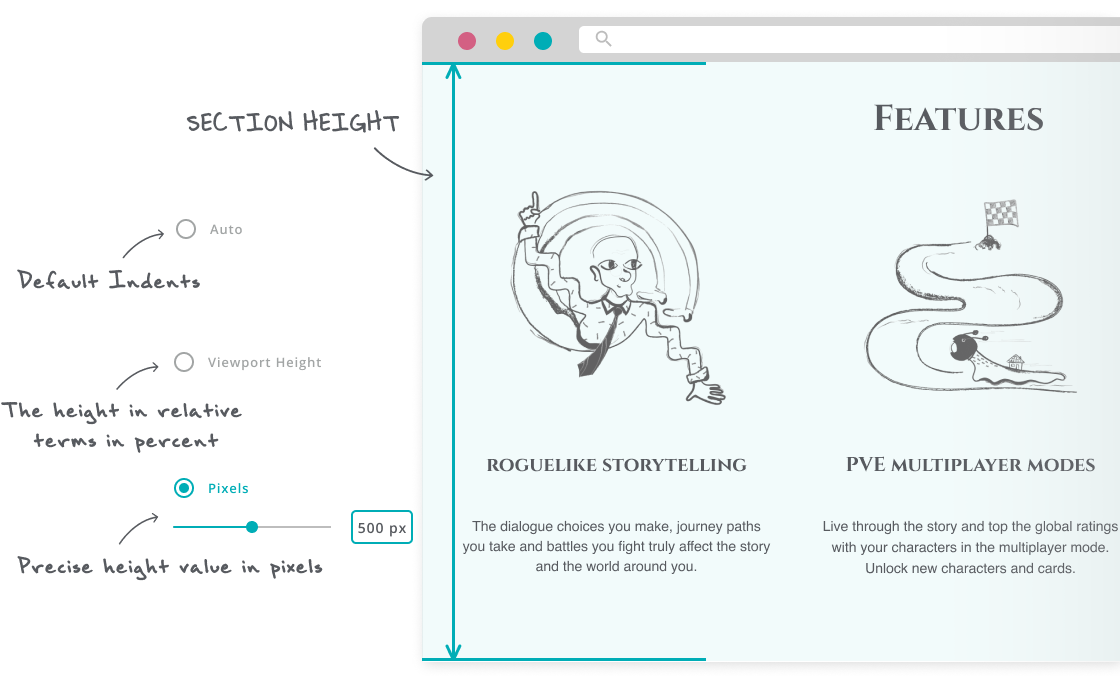 SECTION HEIGHT
Auto
Default Indents
Viewport Height
The height in relative
terms in percent
Pixels
500 px
Precise height value in pixels
FEATURES
ROGUELIKE STORYTELLING
The dialogue choices you make, journey paths
you take and battles you fight truly affect the story
and the world around you.
PVE MULTIPLAYER MODES
Live through the story and top the global ratings
with your characters in the multiplayer mode.
Unlock new characters and cards.